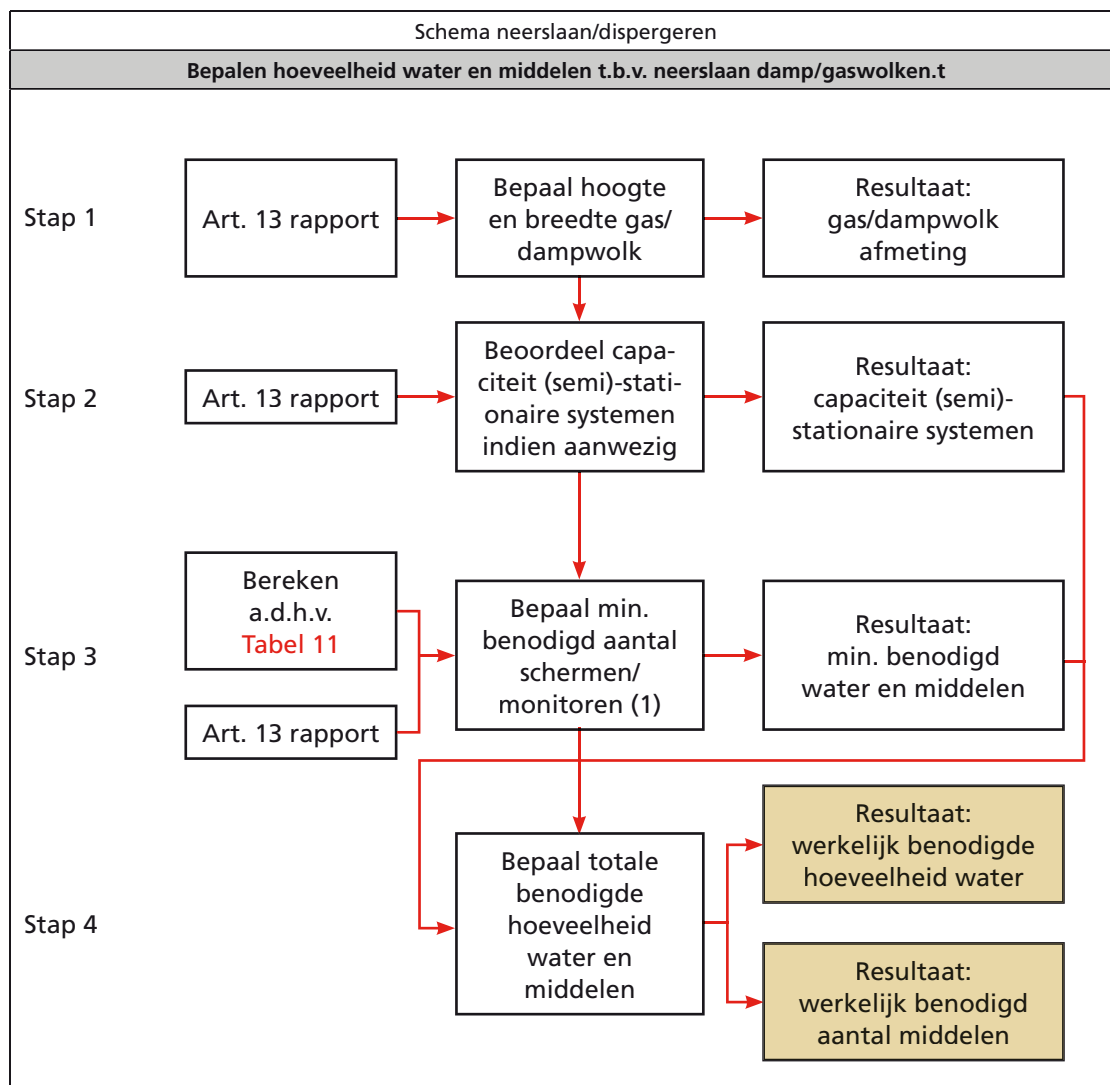 Schema neerslaan/dispergeren
Bepalen hoeveelheid water en middelen t.b.v. neerslaan damp/gaswolken.t
Stap 1
Art. 13 rapport
Bepaal hoogte
en breedte gas/
dampwolk
Resultaat:
gas/dampwolk
afmeting
Stap 2
Art. 13 rapport
Beoordeel capa-
citeit (semi)-stati-
onaire systemen
indien aanwezig
Resultaat:
capaciteit (semi)-
stationaire systemen
Stap 3
Bereken
a.d.h.v.
Tabel 11
Art. 13 rapport
Bepaal min.
benodigd aantal
schermen/
monitoren (1)
Resultaat:
min. benodigd
water en middelen
Stap 4
Bepaal totale
benodigde
hoeveelheid
water en
middelen
Resultaat:
werkelijk benodigde
hoeveelheid water
Resultaat:
werkelijk benodigd
aantal middelen